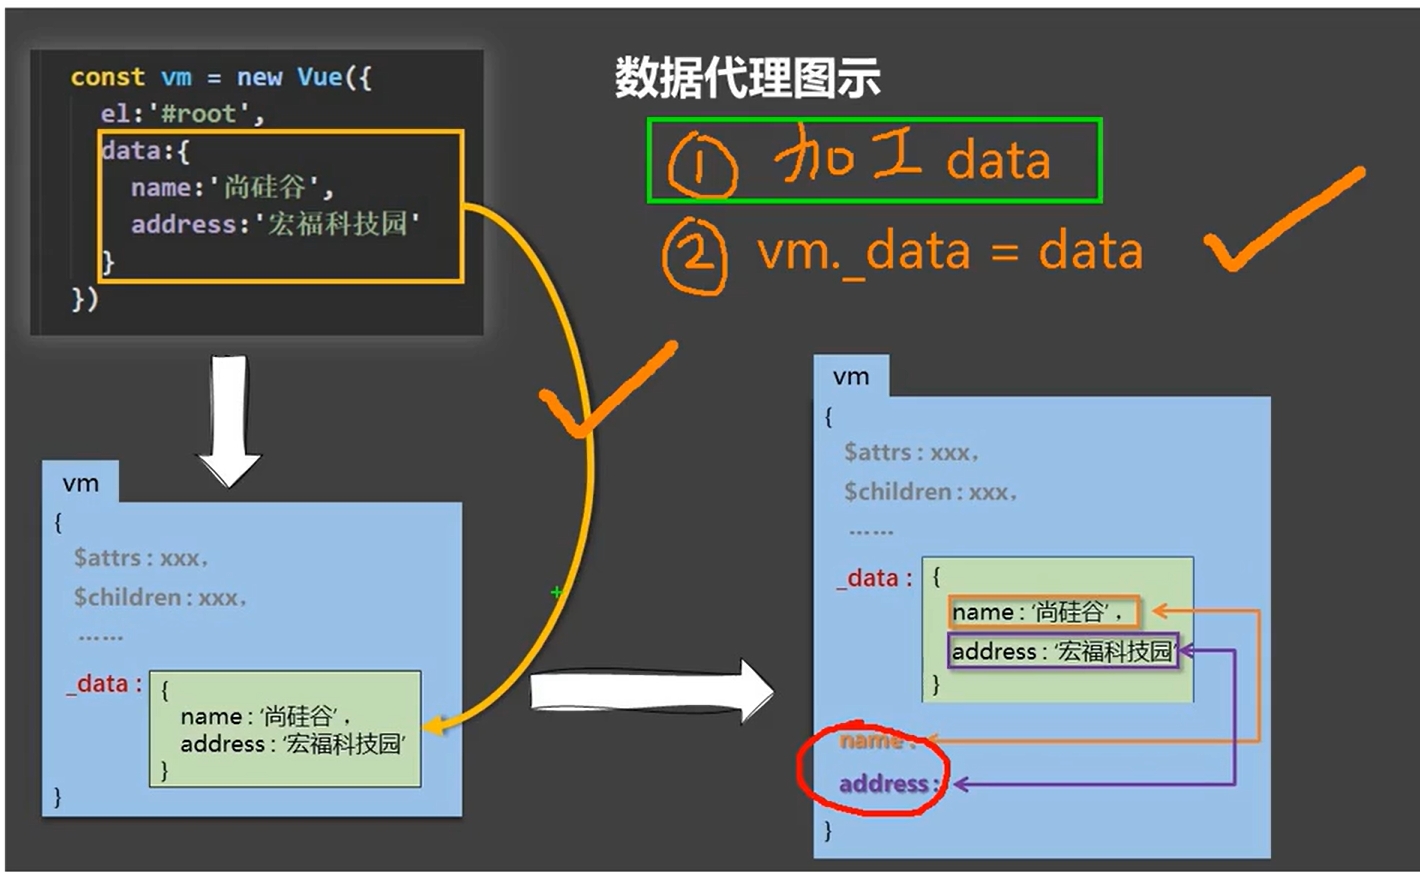 const vm = new Vue({
el:'#root',
data:{
name:'尚硅谷',
address:'宏福科技园'
}
})
数据代理图示
① 加工 data
② vm._data = data
vm
{
$attrs : xxx,
$children : xxx,
……
_data :
{
name : ‘尚硅谷’ ,
address : ‘宏福科技园’
}
}
vm
{
$attrs : xxx,
$children : xxx,
……
_data :
{
name : ‘尚硅谷’ ,
address : ‘宏福科技园’
}
name :
address:
}